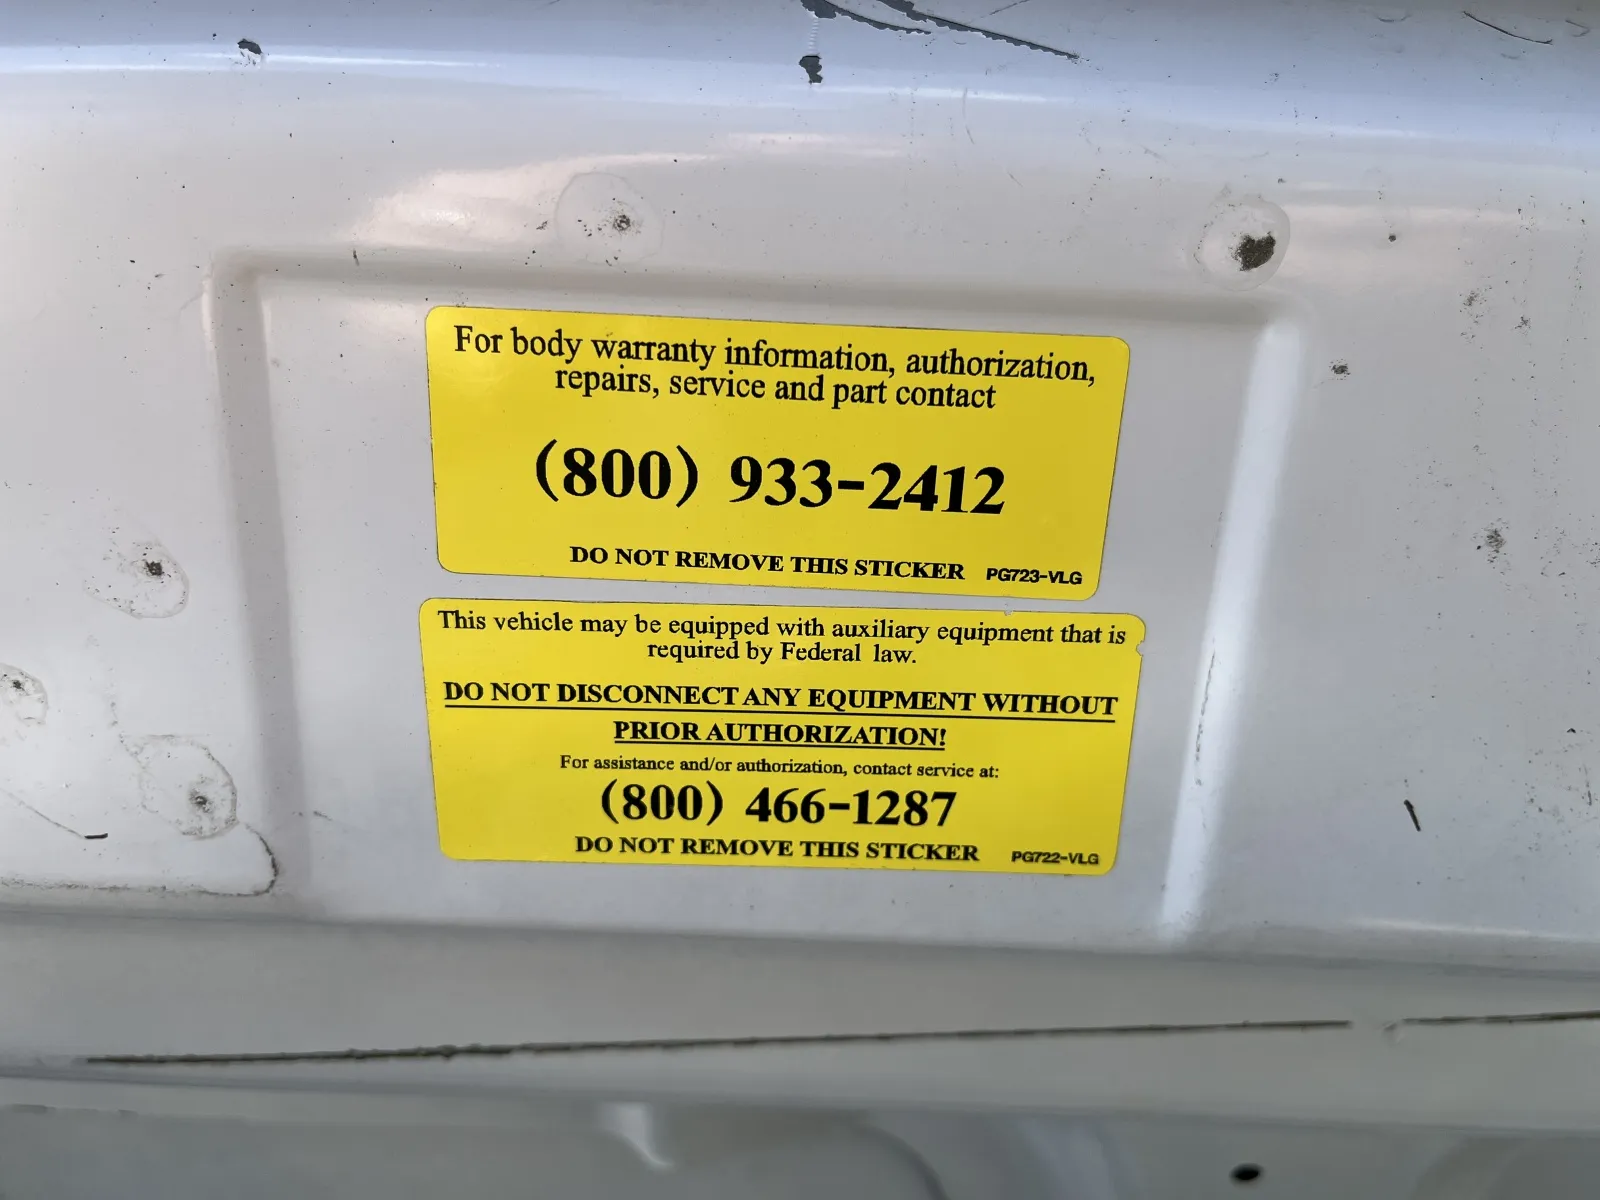 For body warranty information, authorization,
repairs, service and part contact
(800) 933-2412
DO NOT REMOVE THIS STICKER PG723-VLG
This vehicle may be equipped with auxiliary equipment that is
required by Federal law.
DO NOT DISCONNECT ANY EQUIPMENT WITHOUT
PRIOR AUTHORIZATION!
For assistance and/or authorization, contact service at:
(800) 466-1287
DO NOT REMOVE THIS STICKER PG722-VLG